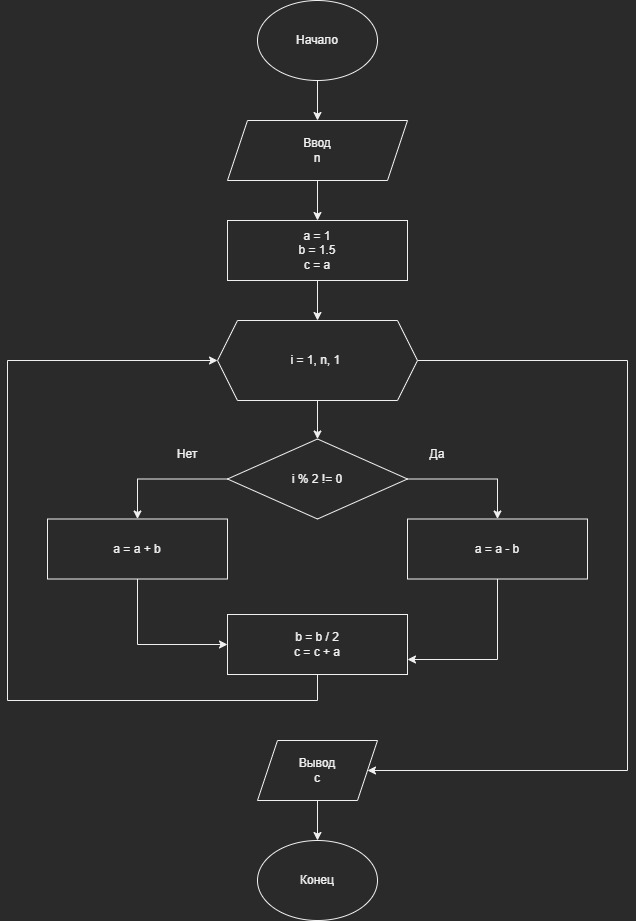 Начало
Ввод
n
a = 1
b = 1.5
c = a
i = 1, n, 1
Нет
Да
i % 2 != 0
a = a + b
a = a - b
b = b / 2
c = c + a
Вывод
c
Конец